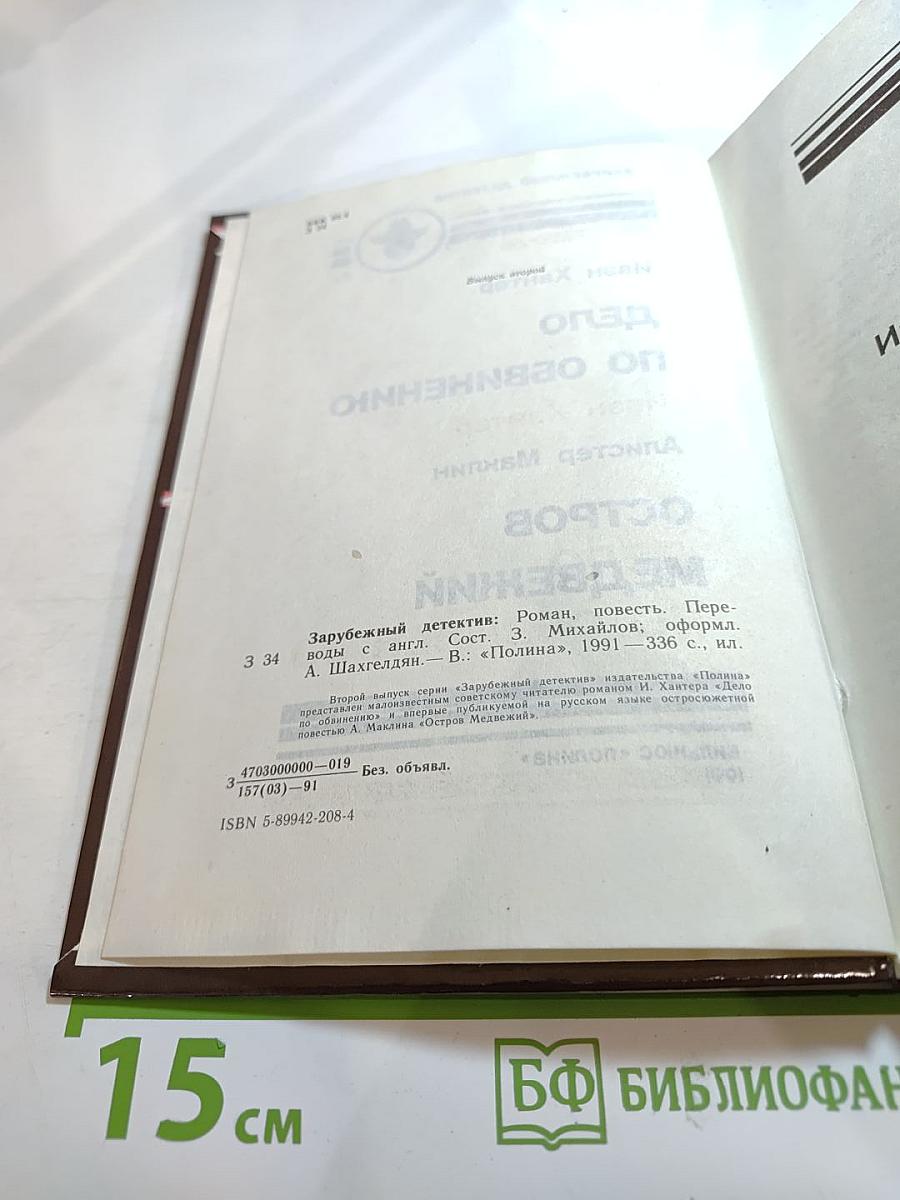 Выпуск второй
Зарубежный детектив: Роман, повесть. Пере-
З 34
воды с англ. Сост. З. Михайлов; оформл.
А. Шахгелдян.— В.: «Полина», 1991—336 с., ил.
Второй выпуск серии «Зарубежный детектив» издательства «Полина»
представлен малоизвестным советскому читателю романом И. Хантера «Дело
по обвинению» и впервые публикуемой на русском языке остросюжетной
повестью А. Маклина «Остров Медвежий».
З 4703000000—019
157(03)—91
Без. объявл.
ISBN 5-89942-208-4
И
15 см
БФ БИБЛИОФАН